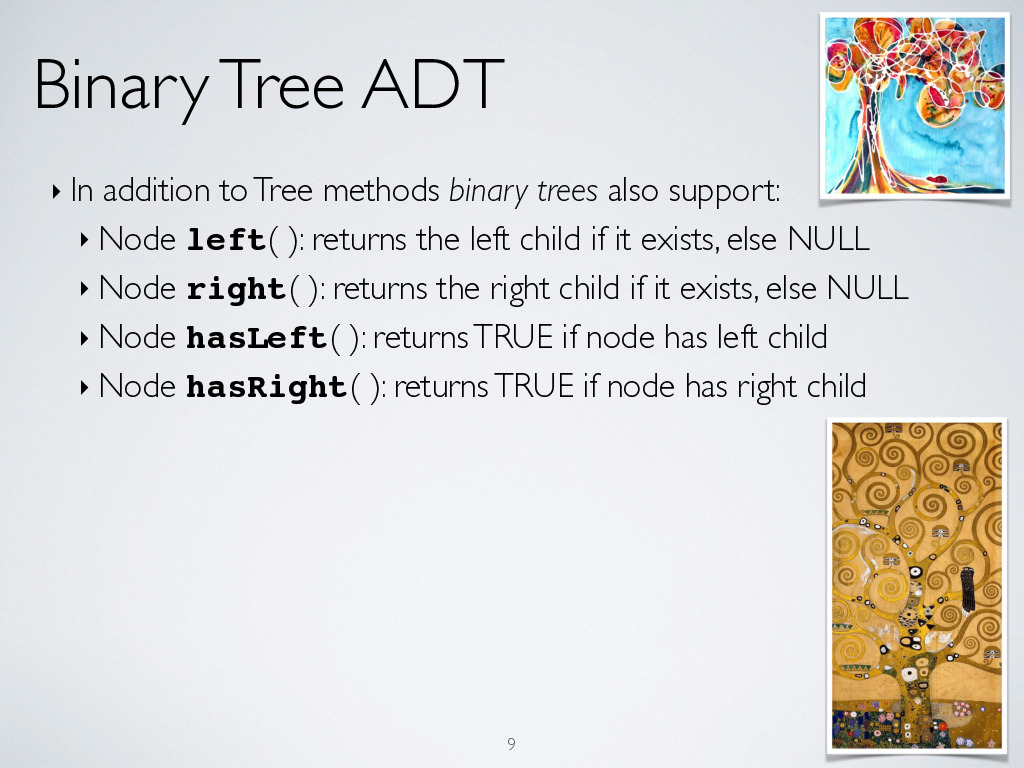 Binary Tree ADT
‣ In addition to Tree methods binary trees also support:
‣ Node left( ): returns the left child if it exists, else NULL
‣ Node right( ): returns the right child if it exists, else NULL
‣ Node hasLeft( ): returns TRUE if node has left child
‣ Node hasRight( ): returns TRUE if node has right child
9